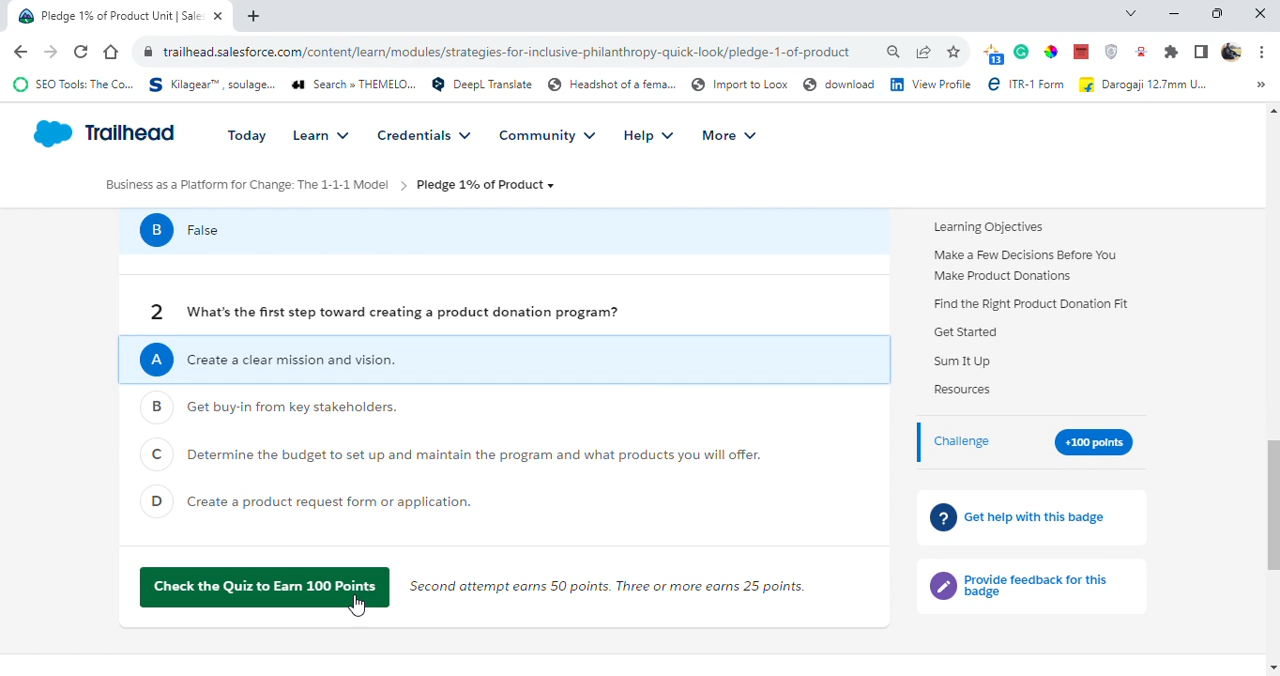 Pledge 1% of Product Unit | Sale
trailhead.salesforce.com/content/learn/modules/strategies-for-inclusive-philanthropy-quick-look/pledge-1-of-product
13
SEO Tools: The Co...
S Kilagear™, soulage...
Search » THEMELO...
DeepL Translate
Headshot of a fema...
Import to Loox
download
in View Profile
ITR-1 Form
Darogaji 12.7mm U...
»
Trailhead
Today
Learn
Credentials
Community
Help
More
Business as a Platform for Change: The 1-1-1 Model > Pledge 1% of Product
B False
2 What's the first step toward creating a product donation program?
A Create a clear mission and vision.
B Get buy-in from key stakeholders.
C Determine the budget to set up and maintain the program and what products you will offer.
D Create a product request form or application.
Check the Quiz to Earn 100 Points
Second attempt earns 50 points. Three or more earns 25 points.
Learning Objectives
Make a Few Decisions Before You
Make Product Donations
Find the Right Product Donation Fit
Get Started
Sum It Up
Resources
Challenge
+100 points
? Get help with this badge
Provide feedback for this
badge